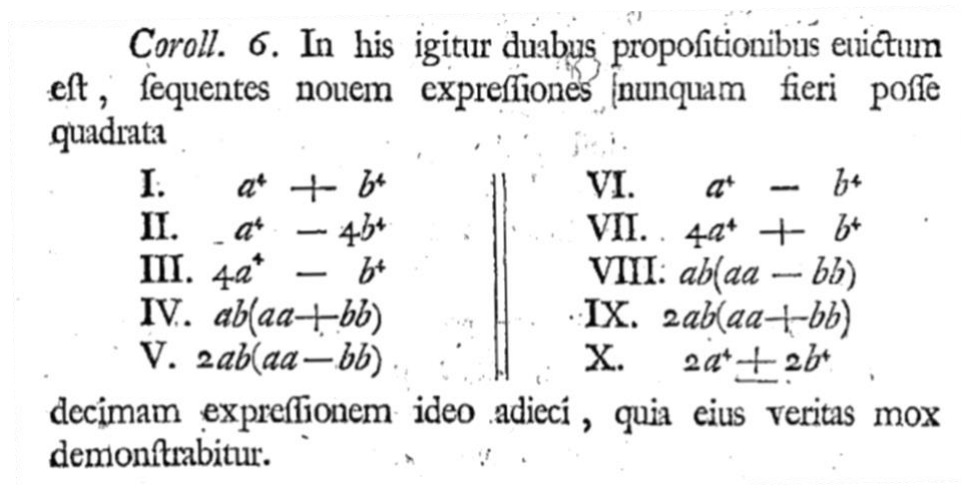 Coroll. 6. In his igitur duabus propoſitionibus euictum
eſt , ſequentes nouem expreſſiones nunquam fieri poſſe
quadrata
I. a⁴ + b⁴
II. a⁴ − 4b⁴
III. 4a⁴ − b⁴
IV. ab(aa+bb)
V. 2ab(aa−bb)
VI. a⁴ − b⁴
VII. 4a⁴ + b⁴
VIII. ab(aa − bb)
IX. 2ab(aa+bb)
X. 2a⁴ ± 2b⁴
decimam expreſſionem ideo adieci , quia eius veritas mox
demonſtrabitur.